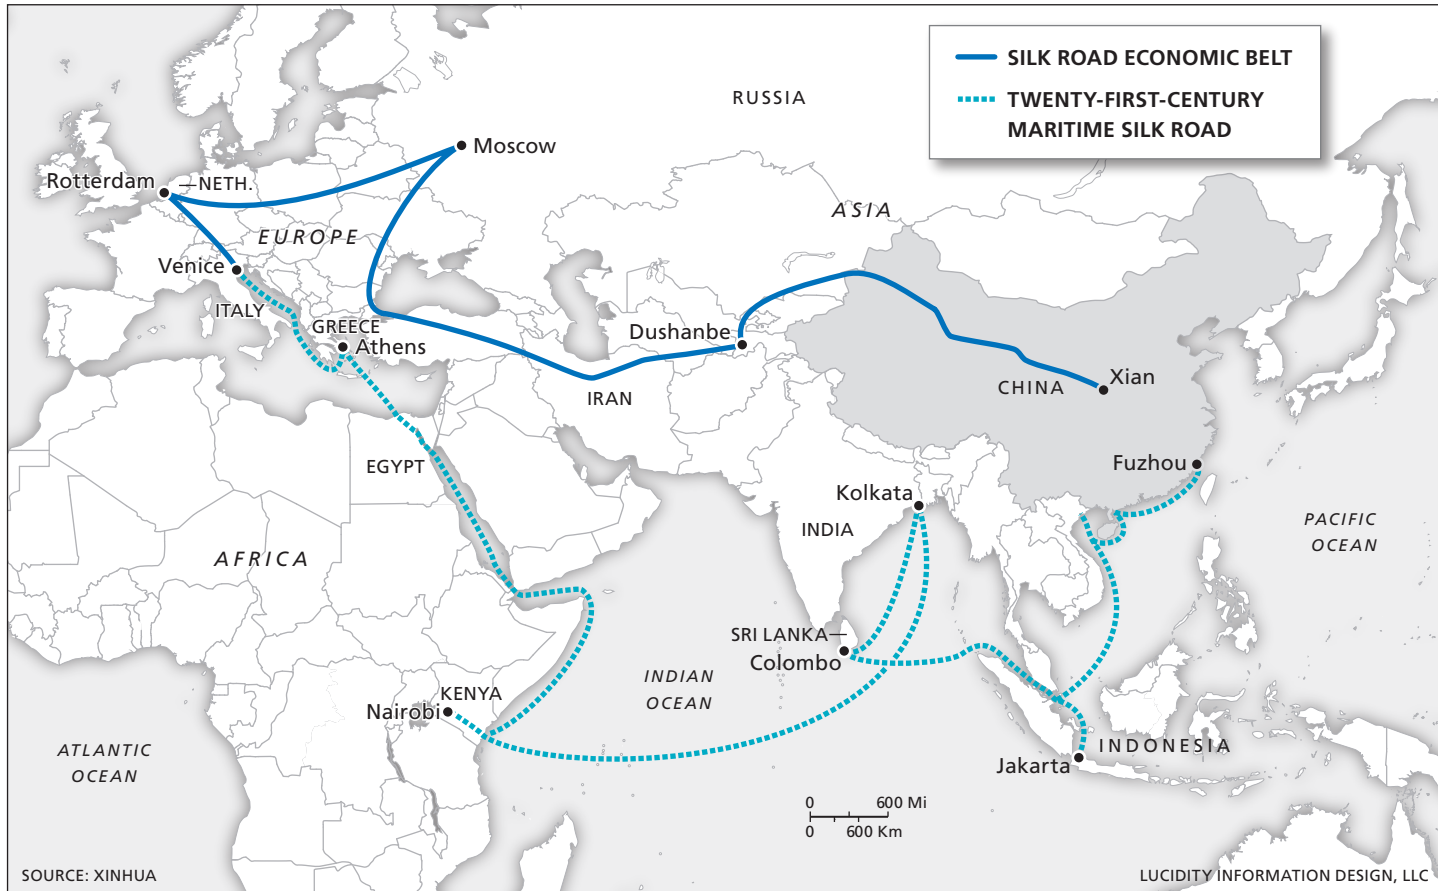 SILK ROAD ECONOMIC BELT
TWENTY-FIRST-CENTURY
MARITIME SILK ROAD
RUSSIA
Moscow
Rotterdam
NETH.
ASIA
EUROPE
Venice
ITALY
GREECE
Athens
Dushanbe
IRAN
CHINA
Xian
EGYPT
Fuzhou
Kolkata
INDIA
PACIFIC
OCEAN
AFRICA
SRI LANKA
Colombo
INDIAN
OCEAN
KENYA
Nairobi
ATLANTIC
OCEAN
INDONESIA
Jakarta
0 600 Mi
0 600 Km
SOURCE: XINHUA
LUCIDITY INFORMATION DESIGN, LLC